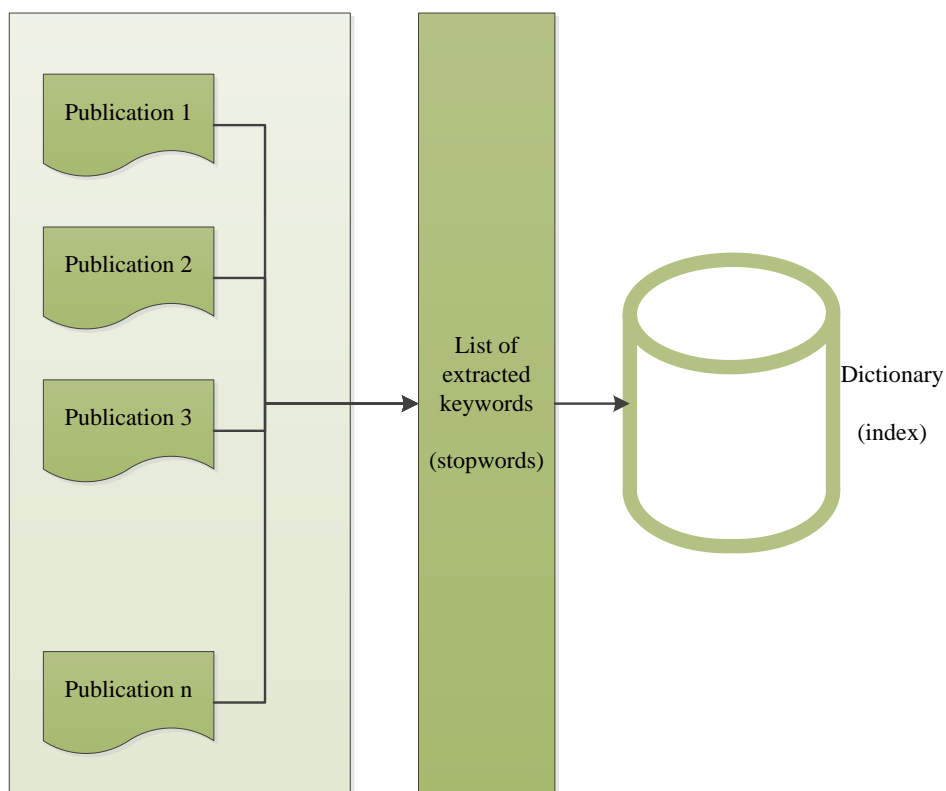 Publication 1
Publication 2
Publication 3
Publication n
List of
extracted
keywords
(stopwords)
Dictionary
(index)